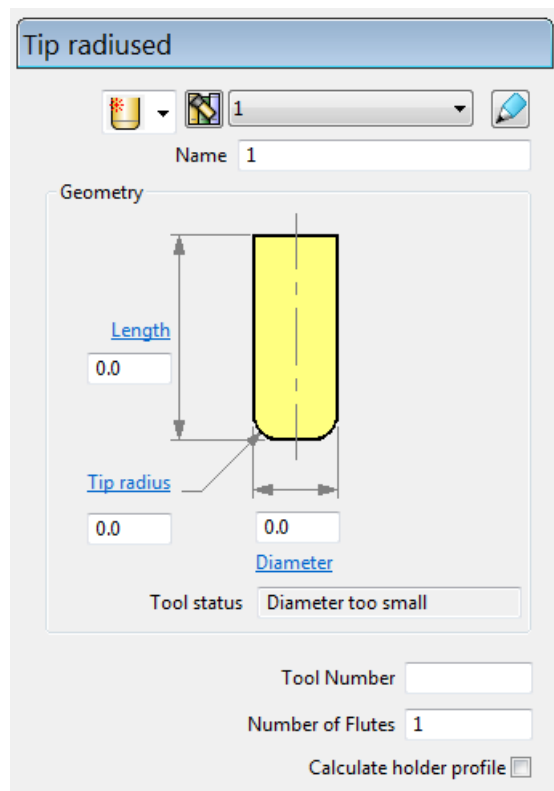 Tip radiused
1
Name 1
Geometry
Length
0.0
Tip radius
0.0 0.0
Diameter
Tool status Diameter too small
Tool Number
Number of Flutes 1
Calculate holder profile